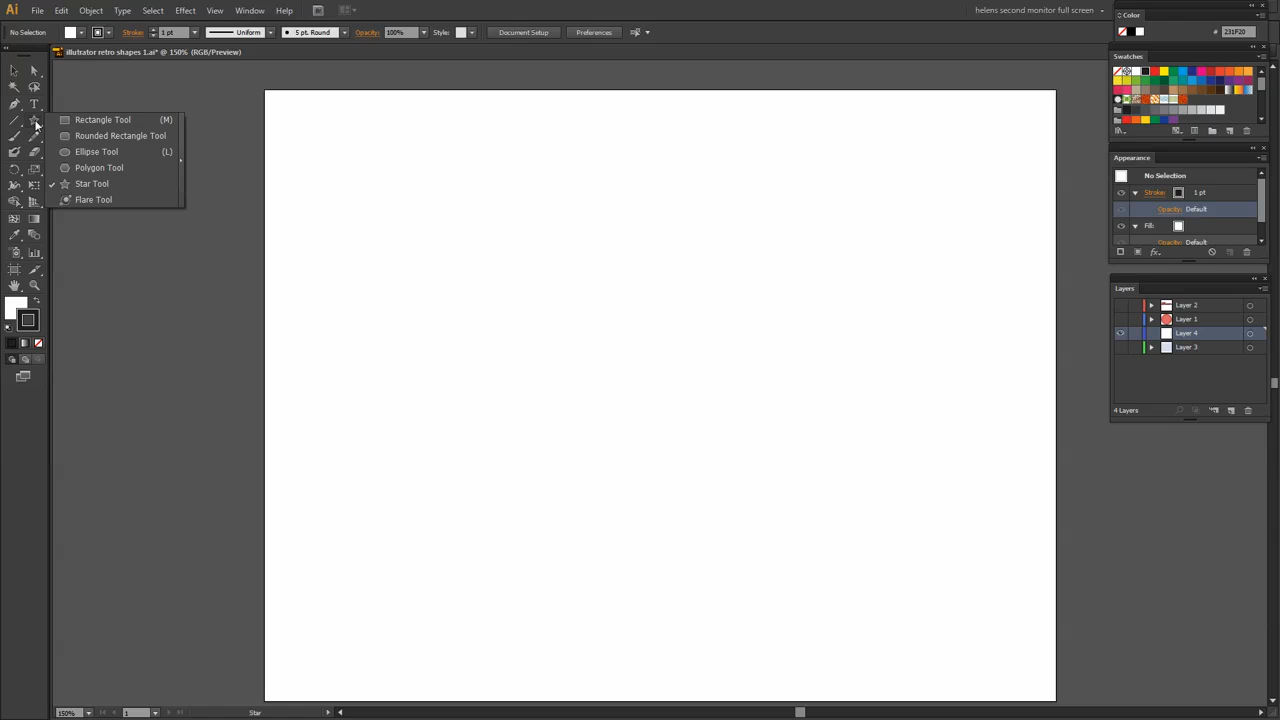 Ai File Edit Object Type Select Effect View Window Help helens second monitor full screen
No Selection Stroke: 1 pt Uniform 5 pt. Round Opacity: 100% Style: Document Setup Preferences
illutrator retro shapes 1.ai* @ 150% (RGB/Preview)
Rectangle Tool (M)
Rounded Rectangle Tool
Ellipse Tool (L)
Polygon Tool
Star Tool
Flare Tool
Color
# 231F20
Swatches
Appearance
No Selection
Stroke: 1 pt
Opacity: Default
Fill:
Opacity: Default
fx
Layers
Layer 2
Layer 1
Layer 4
Layer 3
4 Layers
150% 1 Star